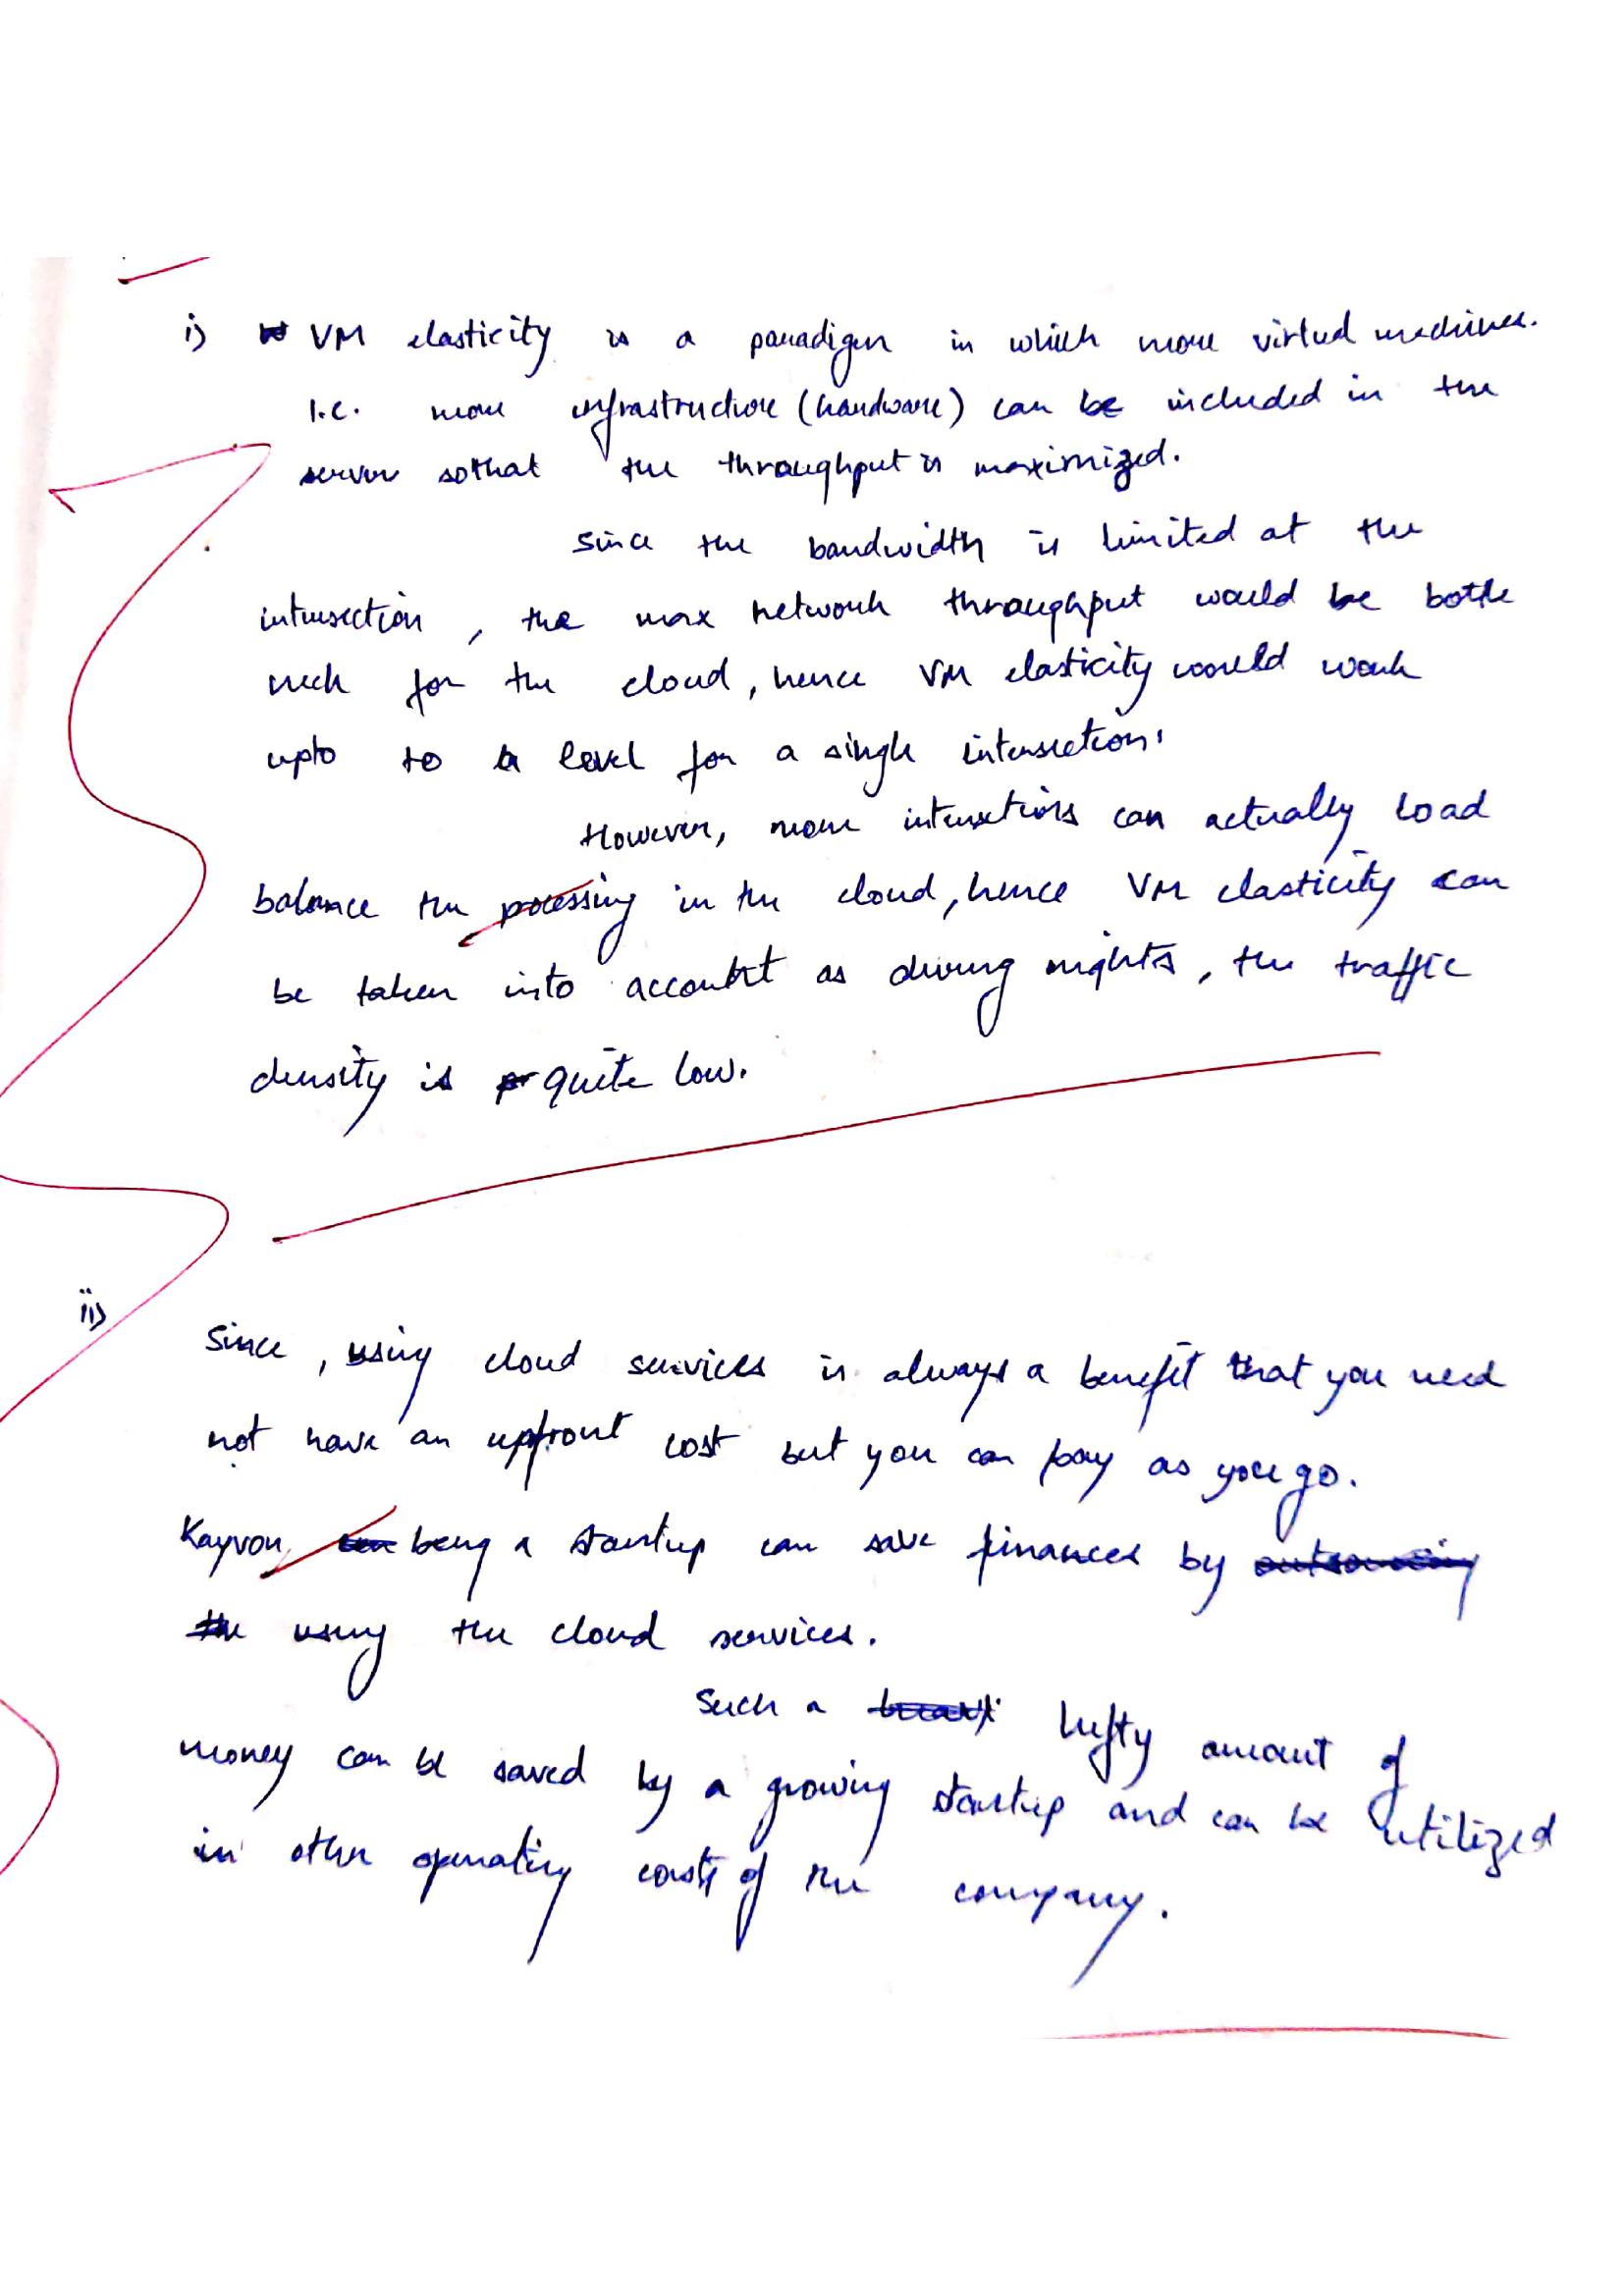 i) VM elasticity is a paradigm in which more virtual machines.
I.e. more infrastructure (hardware) can be included in the
server sothat the throughput is maximized.
Since the bandwidth is limited at the
intersection, the max network throughput would be bottle
neck for the cloud, hence VM elasticity would work
upto to a level for a single intersection.
However, more intersections can actually load
balance the processing in the cloud, hence VM elasticity can
be taken into account as during nights, the traffic
density is quite low.
ii)
Since, using cloud services is always a benefit that you need
not have an upfront cost but you can pay as you go.
Kayvon being a startup can save finances by
using the cloud services.
Such a hefty amount of
money can be saved by a growing startup and can be utilized
in other operating costs of the company.